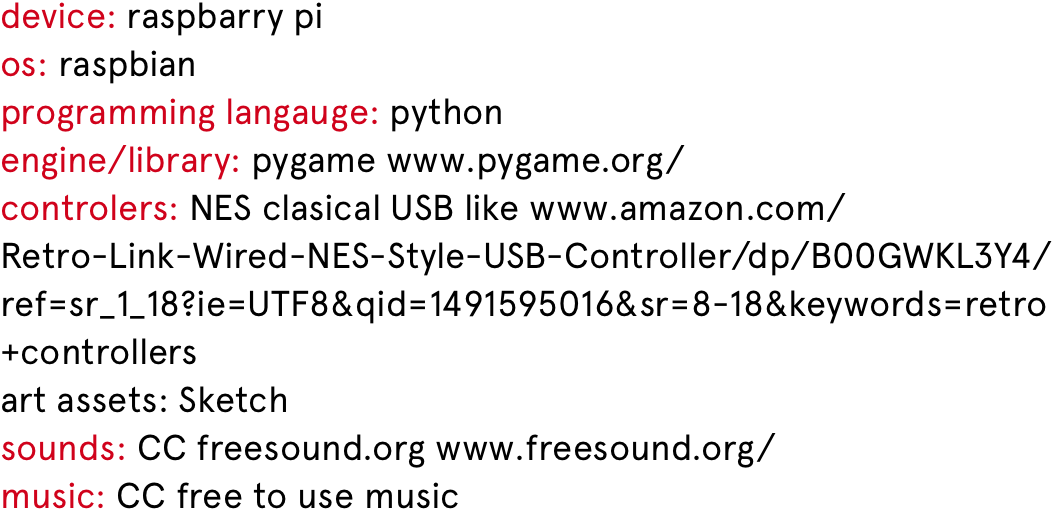 device: raspbarry pi
os: raspbian
programming langauge: python
engine/library: pygame www.pygame.org/
controlers: NES clasical USB like www.amazon.com/
Retro-Link-Wired-NES-Style-USB-Controller/dp/B00GWKL3Y4/
ref=sr_1_18?ie=UTF8&qid=1491595016&sr=8-18&keywords=retro
+controllers
art assets: Sketch
sounds: CC freesound.org www.freesound.org/
music: CC free to use music